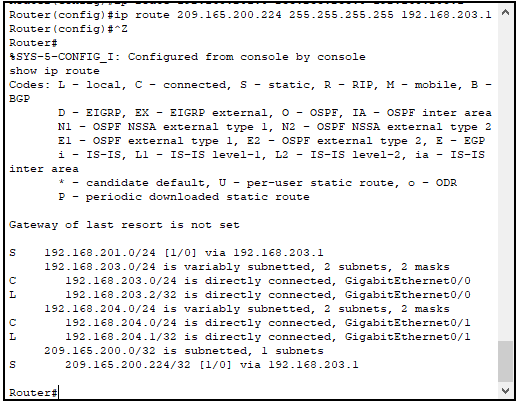 Router(config)#ip route 209.165.200.224 255.255.255.255 192.168.203.1
Router(config)#^Z
Router#
%SYS-5-CONFIG_I: Configured from console by console
show ip route
Codes: L - local, C - connected, S - static, R - RIP, M - mobile, B -
BGP
D - EIGRP, EX - EIGRP external, O - OSPF, IA - OSPF inter area
N1 - OSPF NSSA external type 1, N2 - OSPF NSSA external type 2
E1 - OSPF external type 1, E2 - OSPF external type 2, E - EGP
i - IS-IS, L1 - IS-IS level-1, L2 - IS-IS level-2, ia - IS-IS
inter area
* - candidate default, U - per-user static route, o - ODR
P - periodic downloaded static route
Gateway of last resort is not set
S 192.168.201.0/24 [1/0] via 192.168.203.1
192.168.203.0/24 is variably subnetted, 2 subnets, 2 masks
C 192.168.203.0/24 is directly connected, GigabitEthernet0/0
L 192.168.203.2/32 is directly connected, GigabitEthernet0/0
192.168.204.0/24 is variably subnetted, 2 subnets, 2 masks
C 192.168.204.0/24 is directly connected, GigabitEthernet0/1
L 192.168.204.1/32 is directly connected, GigabitEthernet0/1
209.165.200.0/32 is subnetted, 1 subnets
S 209.165.200.224/32 [1/0] via 192.168.203.1
Router#